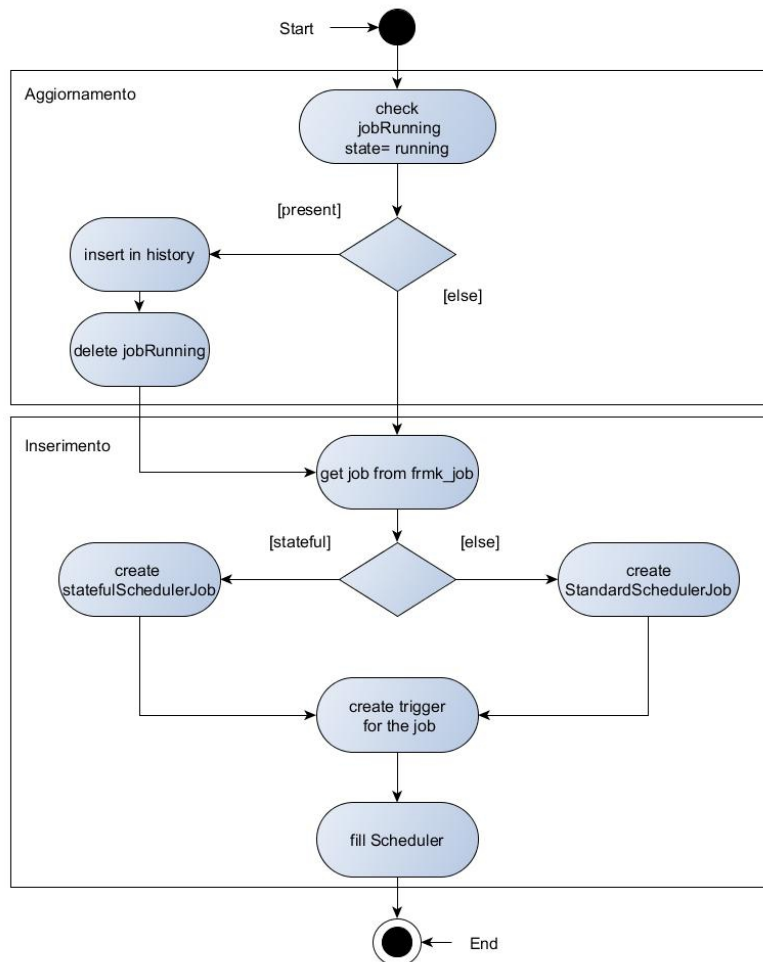 Start
Aggiornamento
check
jobRunning
state= running
[present]
insert in history
[else]
delete jobRunning
Inserimento
get job from frmk_job
[stateful]
[else]
create
statefulSchedulerJob
create
StandardSchedulerJob
create trigger
for the job
fill Scheduler
End